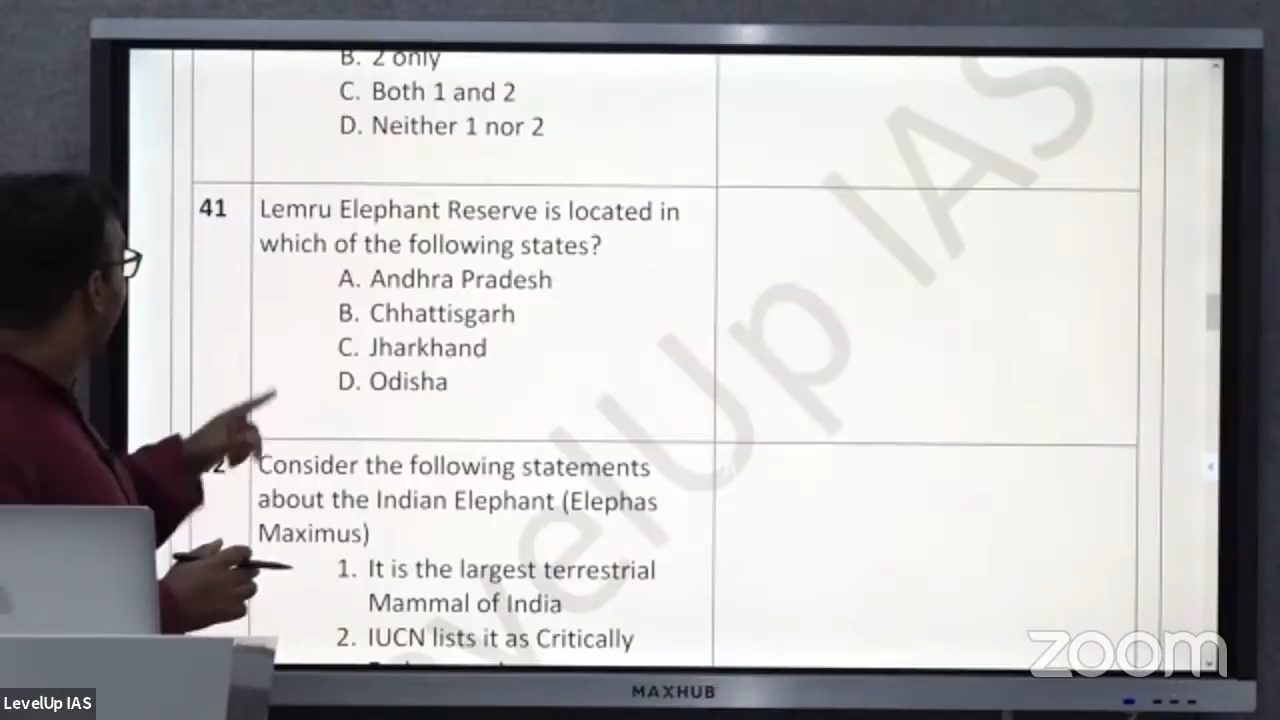 B. 2 only
C. Both 1 and 2
D. Neither 1 nor 2
41
Lemru Elephant Reserve is located in
which of the following states?
A. Andhra Pradesh
B. Chhattisgarh
C. Jharkhand
D. Odisha
Consider the following statements
about the Indian Elephant (Elephas
Maximus)
1. It is the largest terrestrial
Mammal of India
2. IUCN lists it as Critically
LevelUp IAS
zoom
MAXHUB
LevelUp IAS